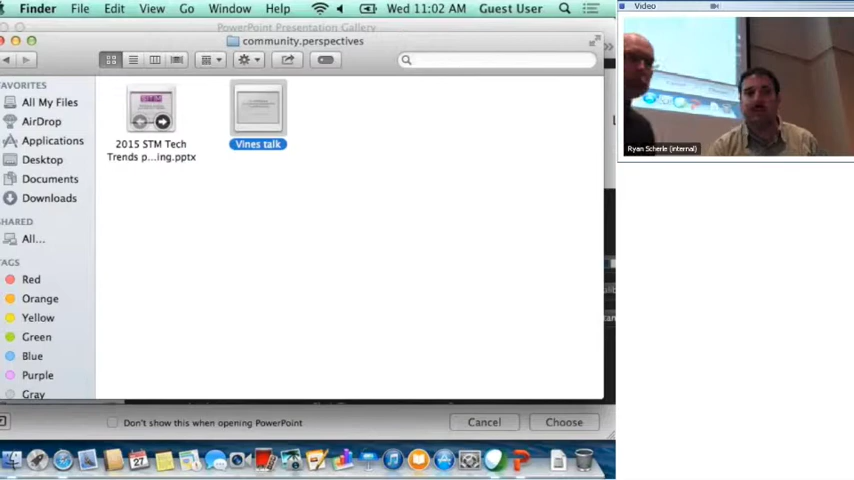 Finder File Edit View Go Window Help Wed 11:02 AM Guest User
Video
PowerPoint Presentation Gallery
community.perspectives
FAVORITES
All My Files
AirDrop
Applications
Desktop
Documents
Downloads
SHARED
All...
TAGS
Red
Orange
Yellow
Green
Blue
Purple
Gray
2015 STM Tech
Trends p...ing.pptx
Vines talk
Ryan Scherle (internal)
Don't show this when opening PowerPoint
Cancel
Choose